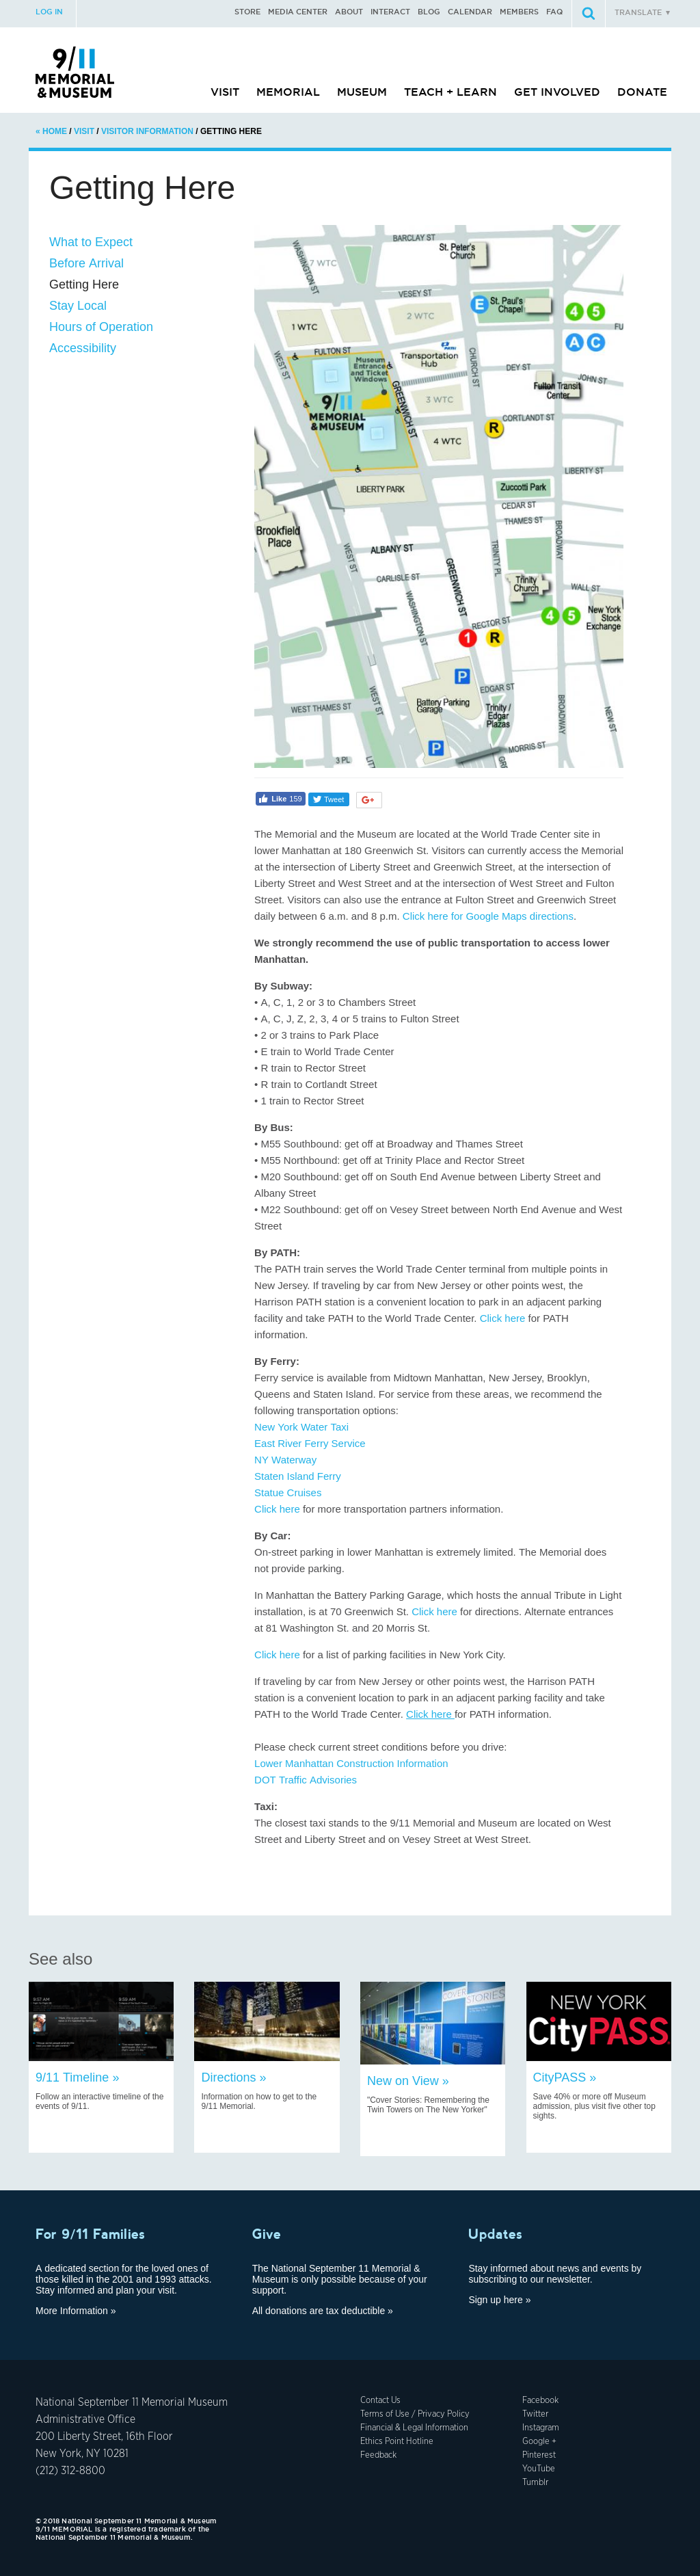 LOG IN
STORE MEDIA CENTER ABOUT INTERACT BLOG CALENDAR MEMBERS FAQ
TRANSLATE ▼
9/11
MEMORIAL
& MUSEUM
VISIT MEMORIAL MUSEUM TEACH + LEARN GET INVOLVED DONATE
« HOME / VISIT / VISITOR INFORMATION / GETTING HERE
Getting Here
What to Expect
Before Arrival
Getting Here
Stay Local
Hours of Operation
Accessibility
BARCLAY ST
St. Peter's
Church
WASHINGTON ST
7 WTC
VESEY ST
E
St. Paul's
Chapel
4 5
2 WTC
1 WTC
FULTON ST
WEST ST
PATH
Transportation
Hub
A C
Museum
Entrance
and Ticket
Windows
CHURCH ST
DEY ST
JOHN ST
Fulton Transit
Center
9/11
MEMORIAL
& MUSEUM
GREENWICH ST
3 WTC
CORTLANDT ST
R
4 WTC
WEST ST
LIBERTY ST
LIBERTY PARK
Zuccotti Park
CEDAR ST
THAMES ST
Brookfield
Place
BROADWAY
WEST ST
ALBANY ST
TRINITY PL
CARLISLE ST
GREENWICH ST
Trinity
Church
WALL ST
WASHINGTON ST
4 5
New York
Stock
Exchange
RECTOR ST
1 R
P
WEST ST
EDGAR ST
WEST THAMES ST
Battery Parking
Garage
Trinity/
Edgar
Plazas
BROADWAY
NEW ST
P
MORRIS ST
3 PL
Like 159
Tweet
G+
The Memorial and the Museum are located at the World Trade Center site in
lower Manhattan at 180 Greenwich St. Visitors can currently access the Memorial
at the intersection of Liberty Street and Greenwich Street, at the intersection of
Liberty Street and West Street and at the intersection of West Street and Fulton
Street. Visitors can also use the entrance at Fulton Street and Greenwich Street
daily between 6 a.m. and 8 p.m. Click here for Google Maps directions.
We strongly recommend the use of public transportation to access lower
Manhattan.
By Subway:
• A, C, 1, 2 or 3 to Chambers Street
• A, C, J, Z, 2, 3, 4 or 5 trains to Fulton Street
• 2 or 3 trains to Park Place
• E train to World Trade Center
• R train to Rector Street
• R train to Cortlandt Street
• 1 train to Rector Street
By Bus:
• M55 Southbound: get off at Broadway and Thames Street
• M55 Northbound: get off at Trinity Place and Rector Street
• M20 Southbound: get off on South End Avenue between Liberty Street and
Albany Street
• M22 Southbound: get off on Vesey Street between North End Avenue and West
Street
By PATH:
The PATH train serves the World Trade Center terminal from multiple points in
New Jersey. If traveling by car from New Jersey or other points west, the
Harrison PATH station is a convenient location to park in an adjacent parking
facility and take PATH to the World Trade Center. Click here for PATH
information.
By Ferry:
Ferry service is available from Midtown Manhattan, New Jersey, Brooklyn,
Queens and Staten Island. For service from these areas, we recommend the
following transportation options:
New York Water Taxi
East River Ferry Service
NY Waterway
Staten Island Ferry
Statue Cruises
Click here for more transportation partners information.
By Car:
On-street parking in lower Manhattan is extremely limited. The Memorial does
not provide parking.
In Manhattan the Battery Parking Garage, which hosts the annual Tribute in Light
installation, is at 70 Greenwich St. Click here for directions. Alternate entrances
at 81 Washington St. and 20 Morris St.
Click here for a list of parking facilities in New York City.
If traveling by car from New Jersey or other points west, the Harrison PATH
station is a convenient location to park in an adjacent parking facility and take
PATH to the World Trade Center. Click here for PATH information.
Please check current street conditions before you drive:
Lower Manhattan Construction Information
DOT Traffic Advisories
Taxi:
The closest taxi stands to the 9/11 Memorial and Museum are located on West
Street and Liberty Street and on Vesey Street at West Street.
See also
COVER
STORIES
NEW YORK
CityPASS
9/11 Timeline »
Follow an interactive timeline of the
events of 9/11.
Directions »
Information on how to get to the
9/11 Memorial.
New on View »
"Cover Stories: Remembering the
Twin Towers on The New Yorker"
CityPASS »
Save 40% or more off Museum
admission, plus visit five other top
sights.
For 9/11 Families
A dedicated section for the loved ones of
those killed in the 2001 and 1993 attacks.
Stay informed and plan your visit.
More Information »
Give
The National September 11 Memorial &
Museum is only possible because of your
support.
All donations are tax deductible »
Updates
Stay informed about news and events by
subscribing to our newsletter.
Sign up here »
National September 11 Memorial Museum
Administrative Office
200 Liberty Street, 16th Floor
New York, NY 10281
(212) 312-8800
Contact Us
Terms of Use / Privacy Policy
Financial & Legal Information
Ethics Point Hotline
Feedback
Facebook
Twitter
Instagram
Google +
Pinterest
YouTube
Tumblr
© 2018 National September 11 Memorial & Museum
9/11 MEMORIAL is a registered trademark of the
National September 11 Memorial & Museum.